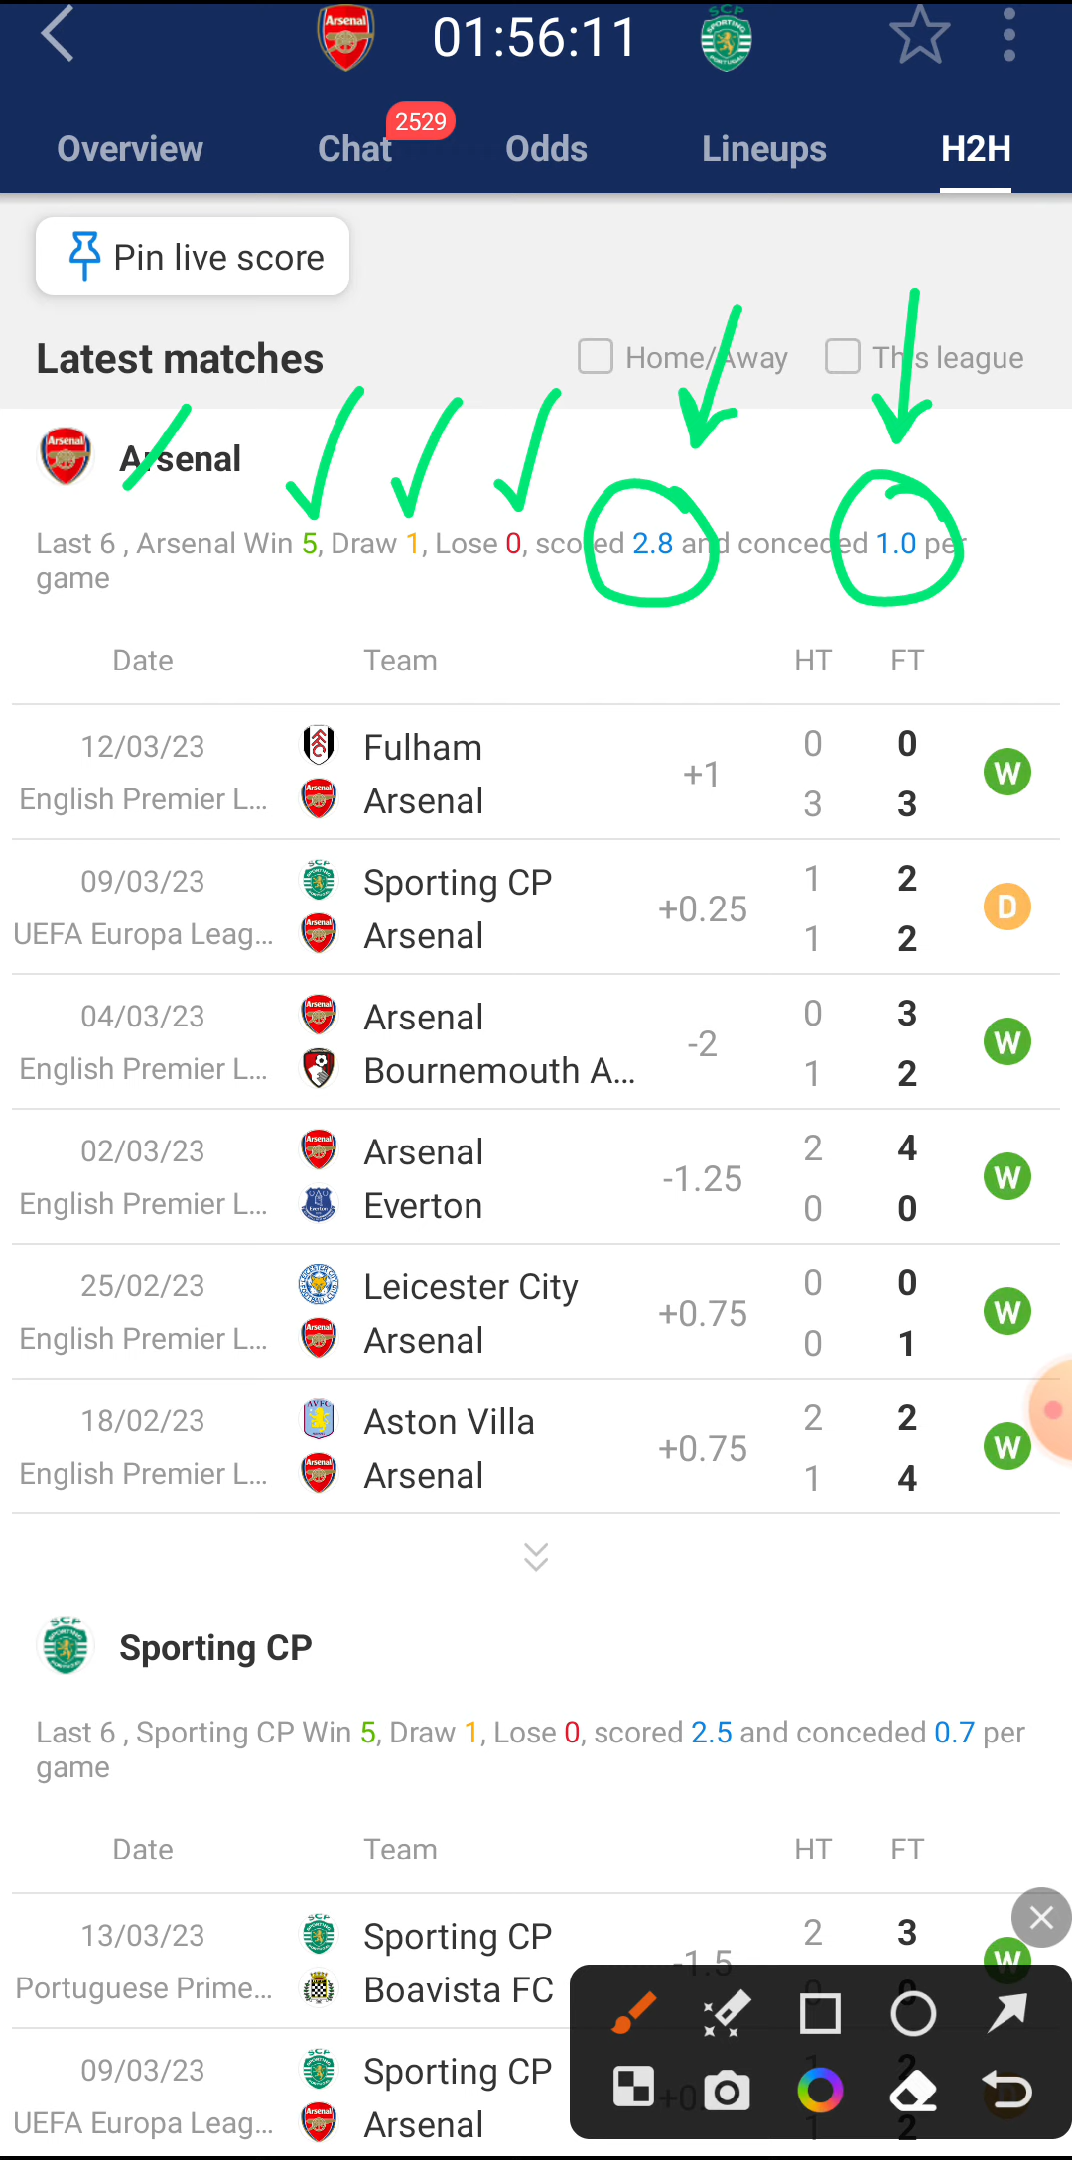 01:56:11
Overview Chat 2529 Odds Lineups H2H
Pin live score
Latest matches Home/Away This league
Arsenal
Last 6 , Arsenal Win 5, Draw 1, Lose 0, scored 2.8 and conceded 1.0 per
game
Date Team HT FT
12/03/23 Fulham 0 0
+1 W
English Premier L... Arsenal 3 3
09/03/23 Sporting CP 1 2
+0.25 D
UEFA Europa Leag... Arsenal 1 2
04/03/23 Arsenal 0 3
-2 W
English Premier L... Bournemouth A... 1 2
02/03/23 Arsenal 2 4
-1.25 W
English Premier L... Everton 0 0
25/02/23 Leicester City 0 0
+0.75 W
English Premier L... Arsenal 0 1
18/02/23 Aston Villa 2 2
+0.75 W
English Premier L... Arsenal 1 4
Sporting CP
Last 6 , Sporting CP Win 5, Draw 1, Lose 0, scored 2.5 and conceded 0.7 per
game
Date Team HT FT
13/03/23 Sporting CP 2 3
-1.5 W
Portuguese Prime... Boavista FC 0 0
09/03/23 Sporting CP 1 2
UEFA Europa Leag... Arsenal 1 2